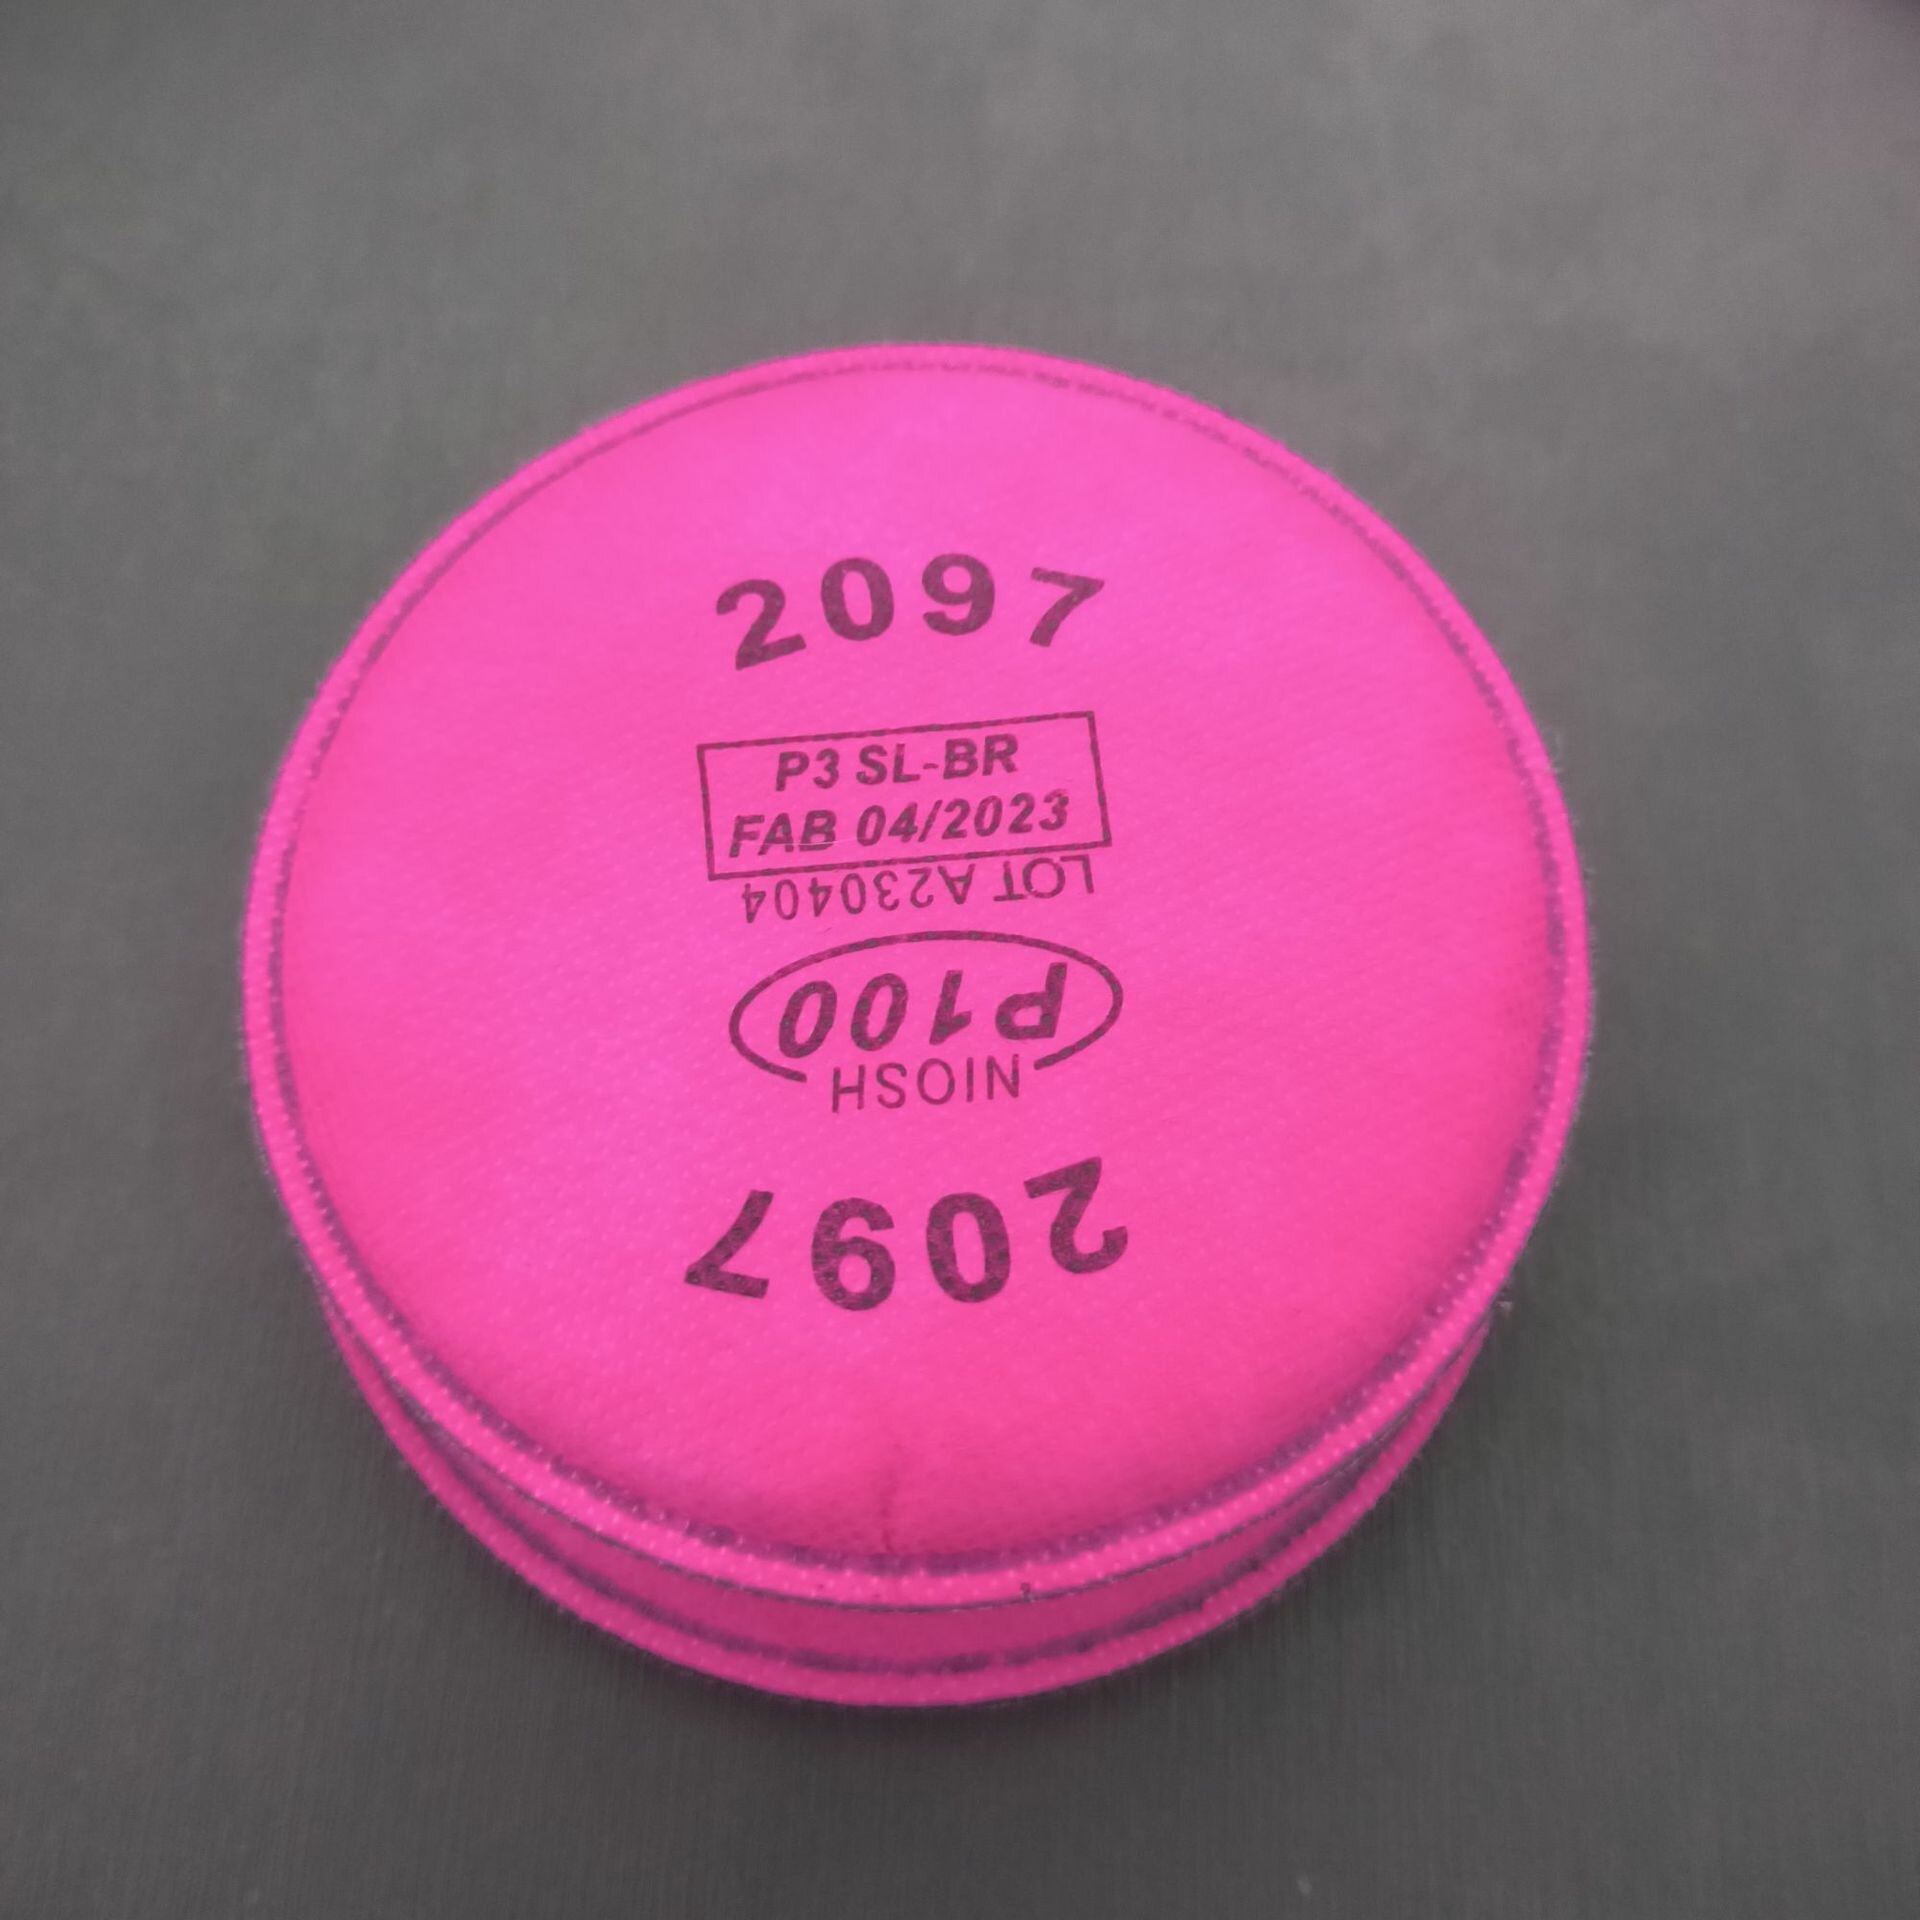 2097
P3 SL-BR
FAB 04/2023
LOT A230404
P100
NIOSH
2097